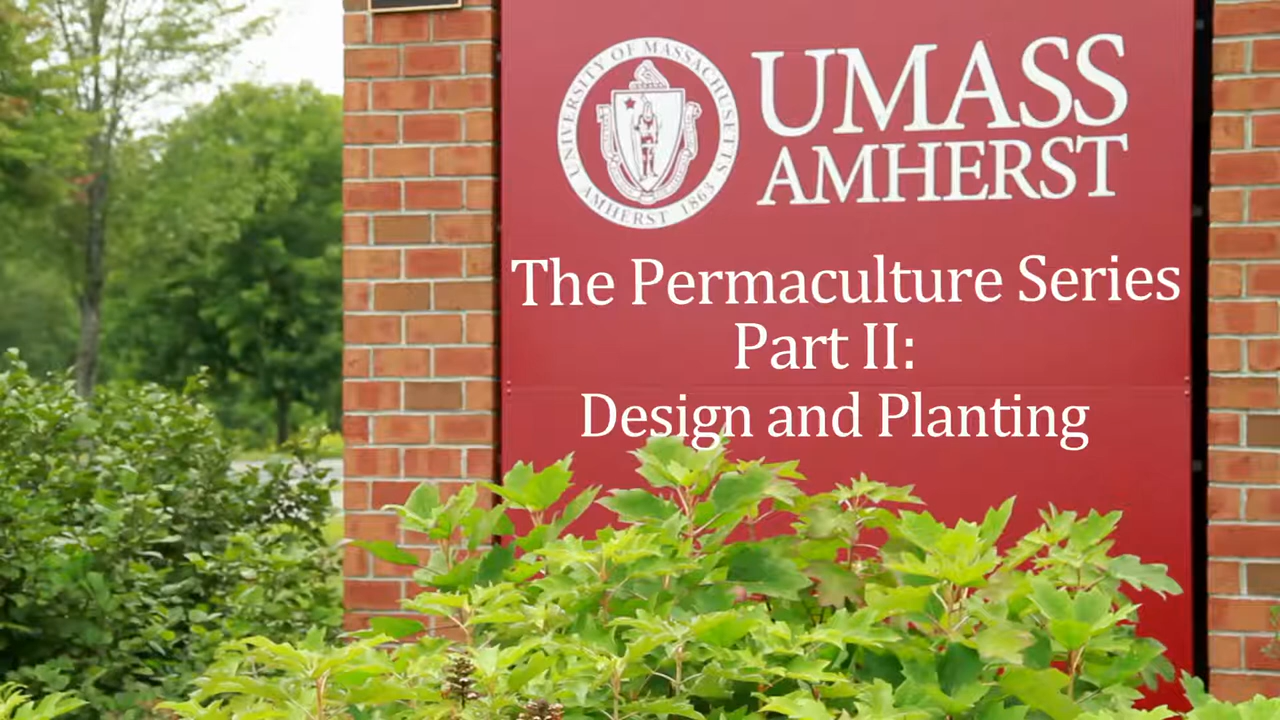 UNIVERSITY OF MASSACHUSETTS
AMHERST 1863
UMASS
AMHERST
The Permaculture Series
Part II:
Design and Planting